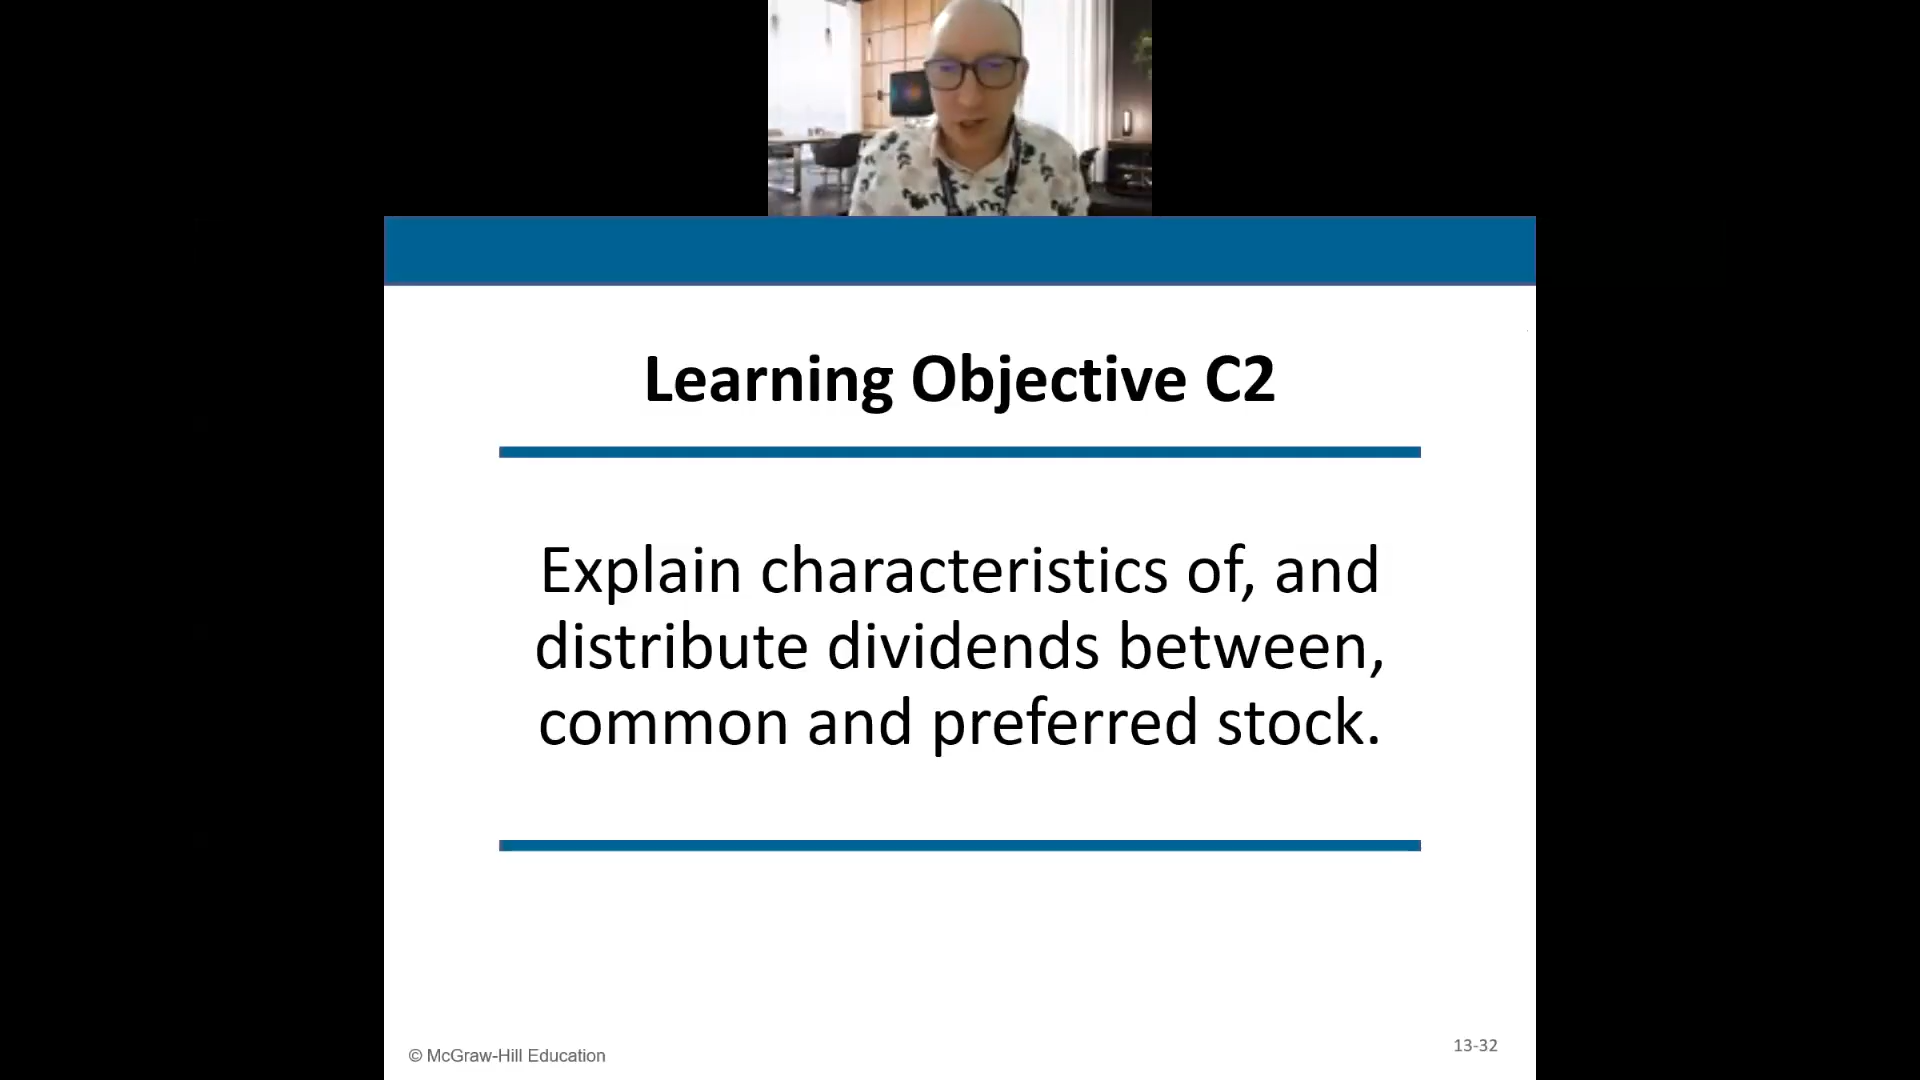 Learning Objective C2
Explain characteristics of, and
distribute dividends between,
common and preferred stock.
© McGraw-Hill Education
13-32